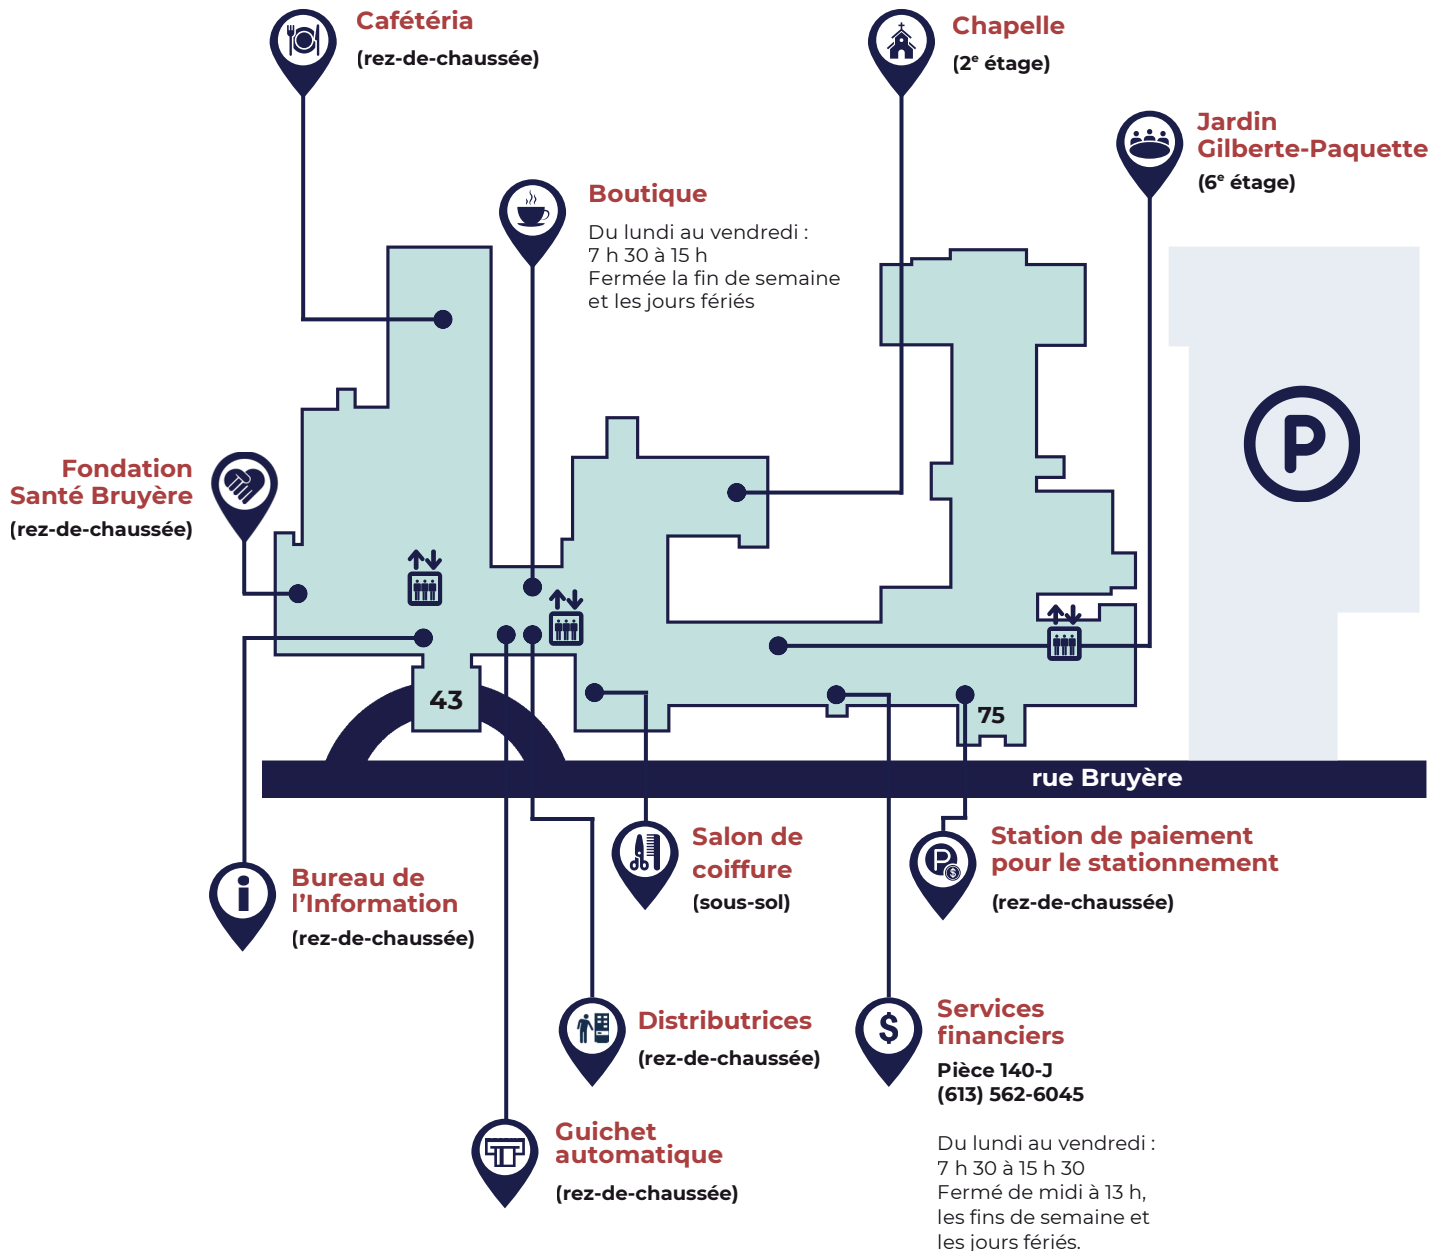 Cafétéria
(rez-de-chaussée)
Chapelle
(2e étage)
Jardin
Gilberte-Paquette
(6e étage)
Boutique
Du lundi au vendredi :
7 h 30 à 15 h
Fermée la fin de semaine
et les jours fériés
P
Fondation
Santé Bruyère
(rez-de-chaussée)
43
75
rue Bruyère
Bureau de
l’Information
(rez-de-chaussée)
Salon de
coiffure
(sous-sol)
P
$
Station de paiement
pour le stationnement
(rez-de-chaussée)
Distributrices
(rez-de-chaussée)
$
Services
financiers
Pièce 140-J
(613) 562-6045
Du lundi au vendredi :
7 h 30 à 15 h 30
Fermé de midi à 13 h,
les fins de semaine et
les jours fériés.
Guichet
automatique
(rez-de-chaussée)